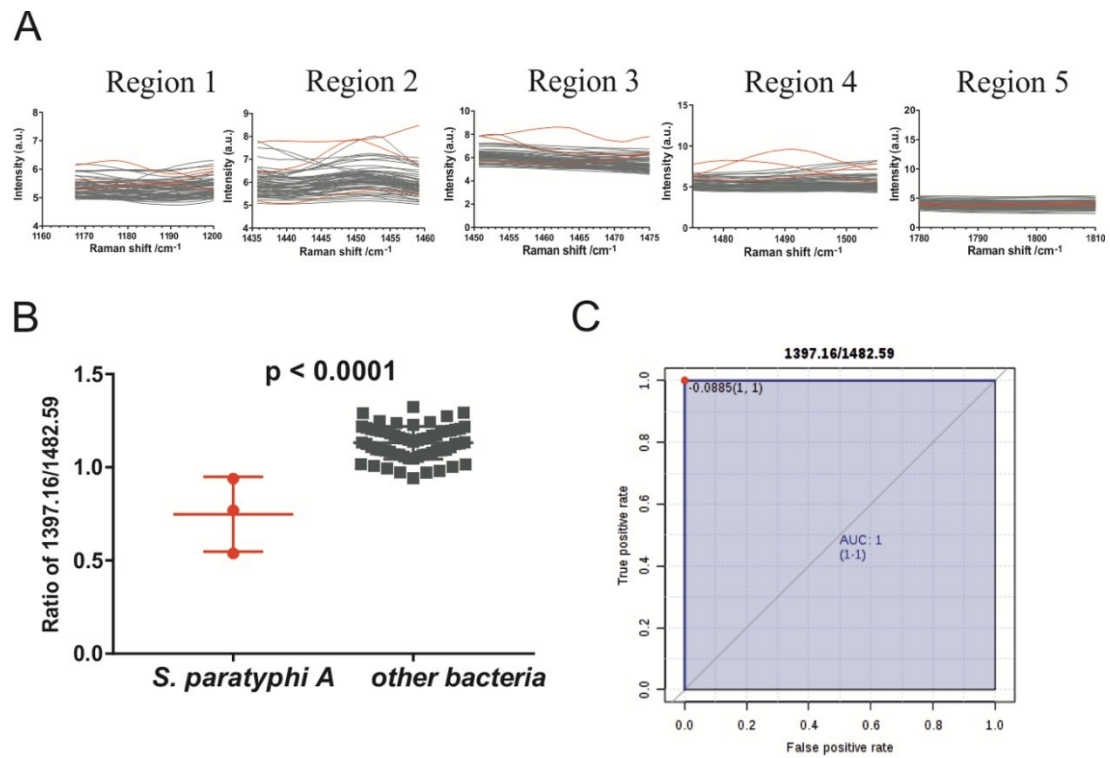 A
Region 1
Region 2
Region 3
Region 4
Region 5
8
7
6
5
4
Intensity (a.u.)
1160 1170 1180 1190 1200
Raman shift /cm-1
9
8
7
6
5
4
Intensity (a.u.)
1435 1440 1445 1450 1455 1460
Raman shift /cm-1
10
8
6
4
2
0
Intensity (a.u.)
1450 1455 1460 1465 1470 1475
Raman shift /cm-1
15
10
5
0
Intensity (a.u.)
1480 1490 1500
Raman shift /cm-1
20
15
10
5
0
Intensity (a.u.)
1780 1790 1800 1810
Raman shift /cm-1
B
p < 0.0001
1.5
1.0
0.5
0.0
Ratio of 1397.16/1482.59
S. paratyphi A other bacteria
C
1397.16/1482.59
-0.0885(1, 1)
AUC: 1
(1-1)
1.0
0.8
0.6
0.4
0.2
0.0
True positive rate
0.0 0.2 0.4 0.6 0.8 1.0
False positive rate